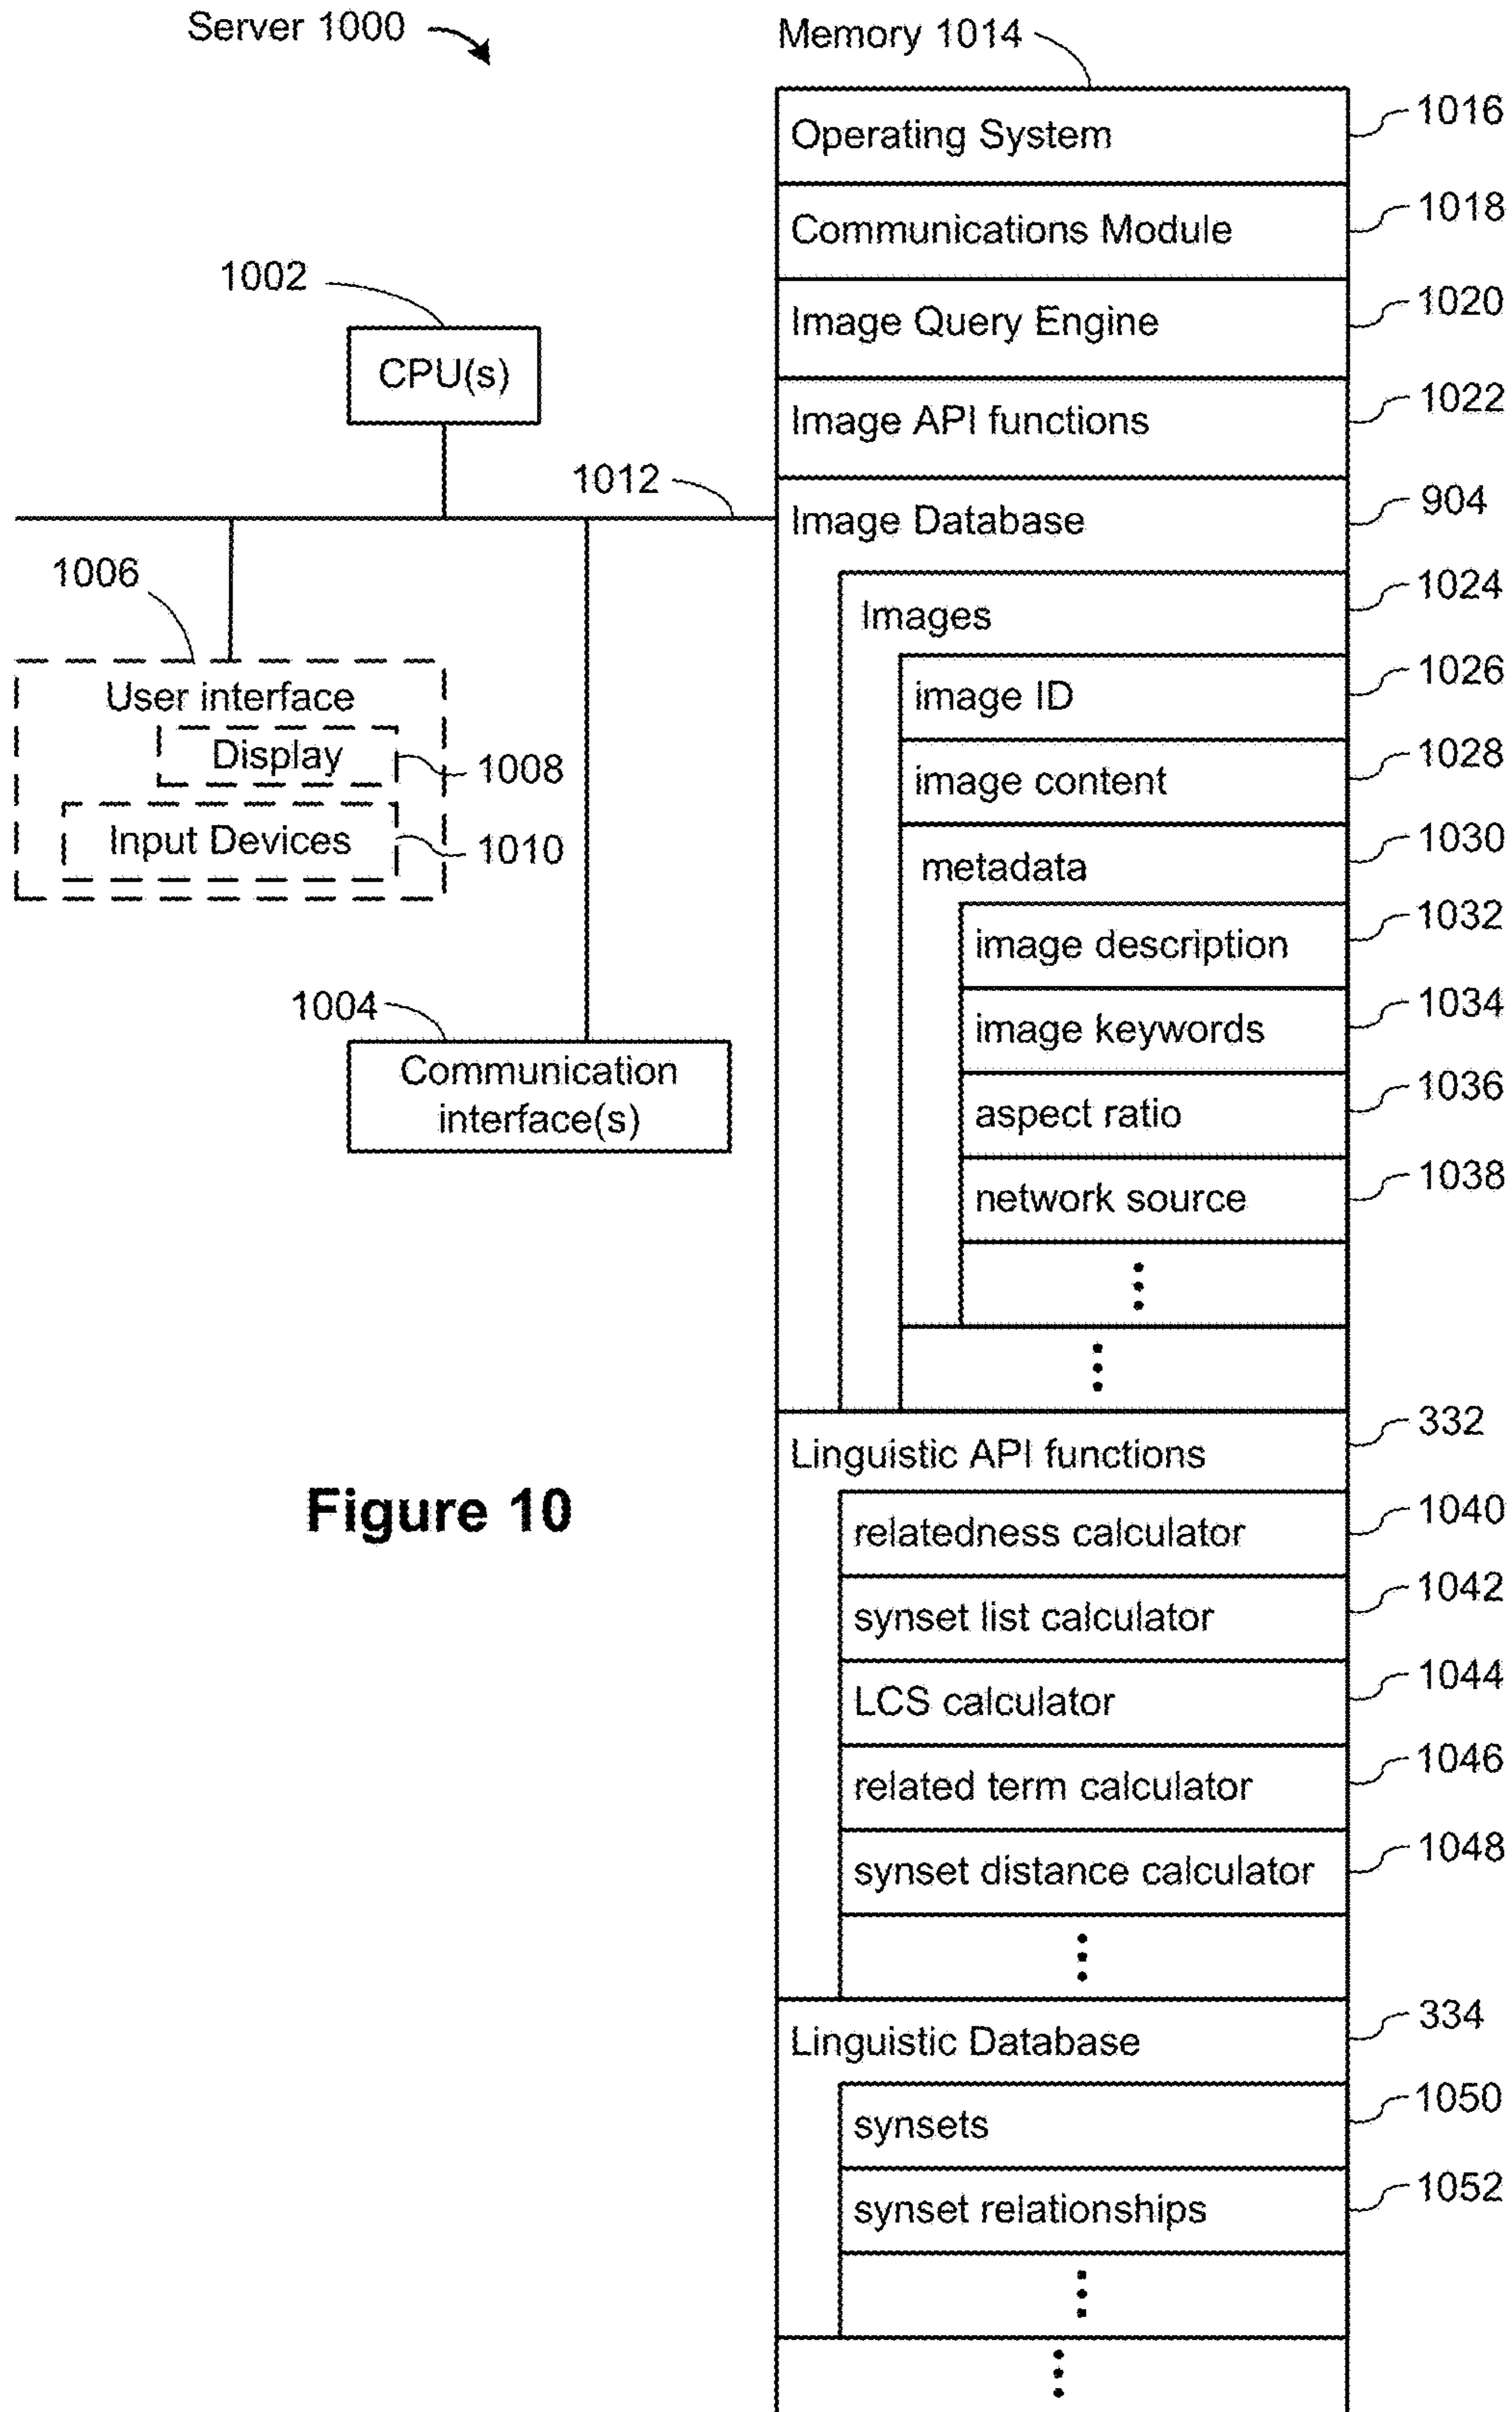 Server 1000
Memory 1014
Operating System 1016
Communications Module 1018
1002
CPU(s)
Image Query Engine 1020
Image API functions 1022
1012
Image Database 904
1006
User interface
Display 1008
Input Devices 1010
Images 1024
image ID 1026
image content 1028
metadata 1030
image description 1032
1004
Communication
interface(s)
image keywords 1034
aspect ratio 1036
network source 1038
Linguistic API functions 332
Figure 10
relatedness calculator 1040
synset list calculator 1042
LCS calculator 1044
related term calculator 1046
synset distance calculator 1048
Linguistic Database 334
synsets 1050
synset relationships 1052